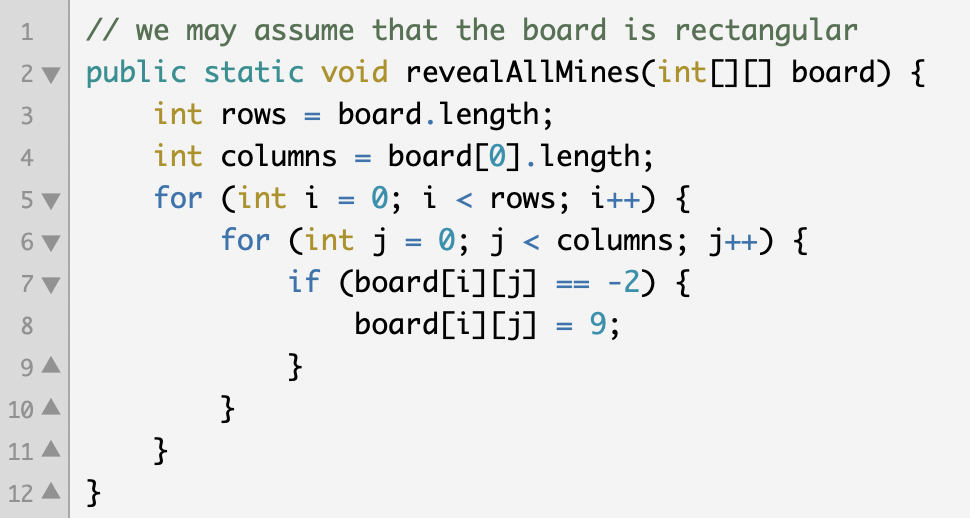 1 // we may assume that the board is rectangular
2 public static void revealAllMines(int[][] board) {
3     int rows = board.length;
4     int columns = board[0].length;
5     for (int i = 0; i < rows; i++) {
6         for (int j = 0; j < columns; j++) {
7             if (board[i][j] == -2) {
8                 board[i][j] = 9;
9             }
10         }
11     }
12 }